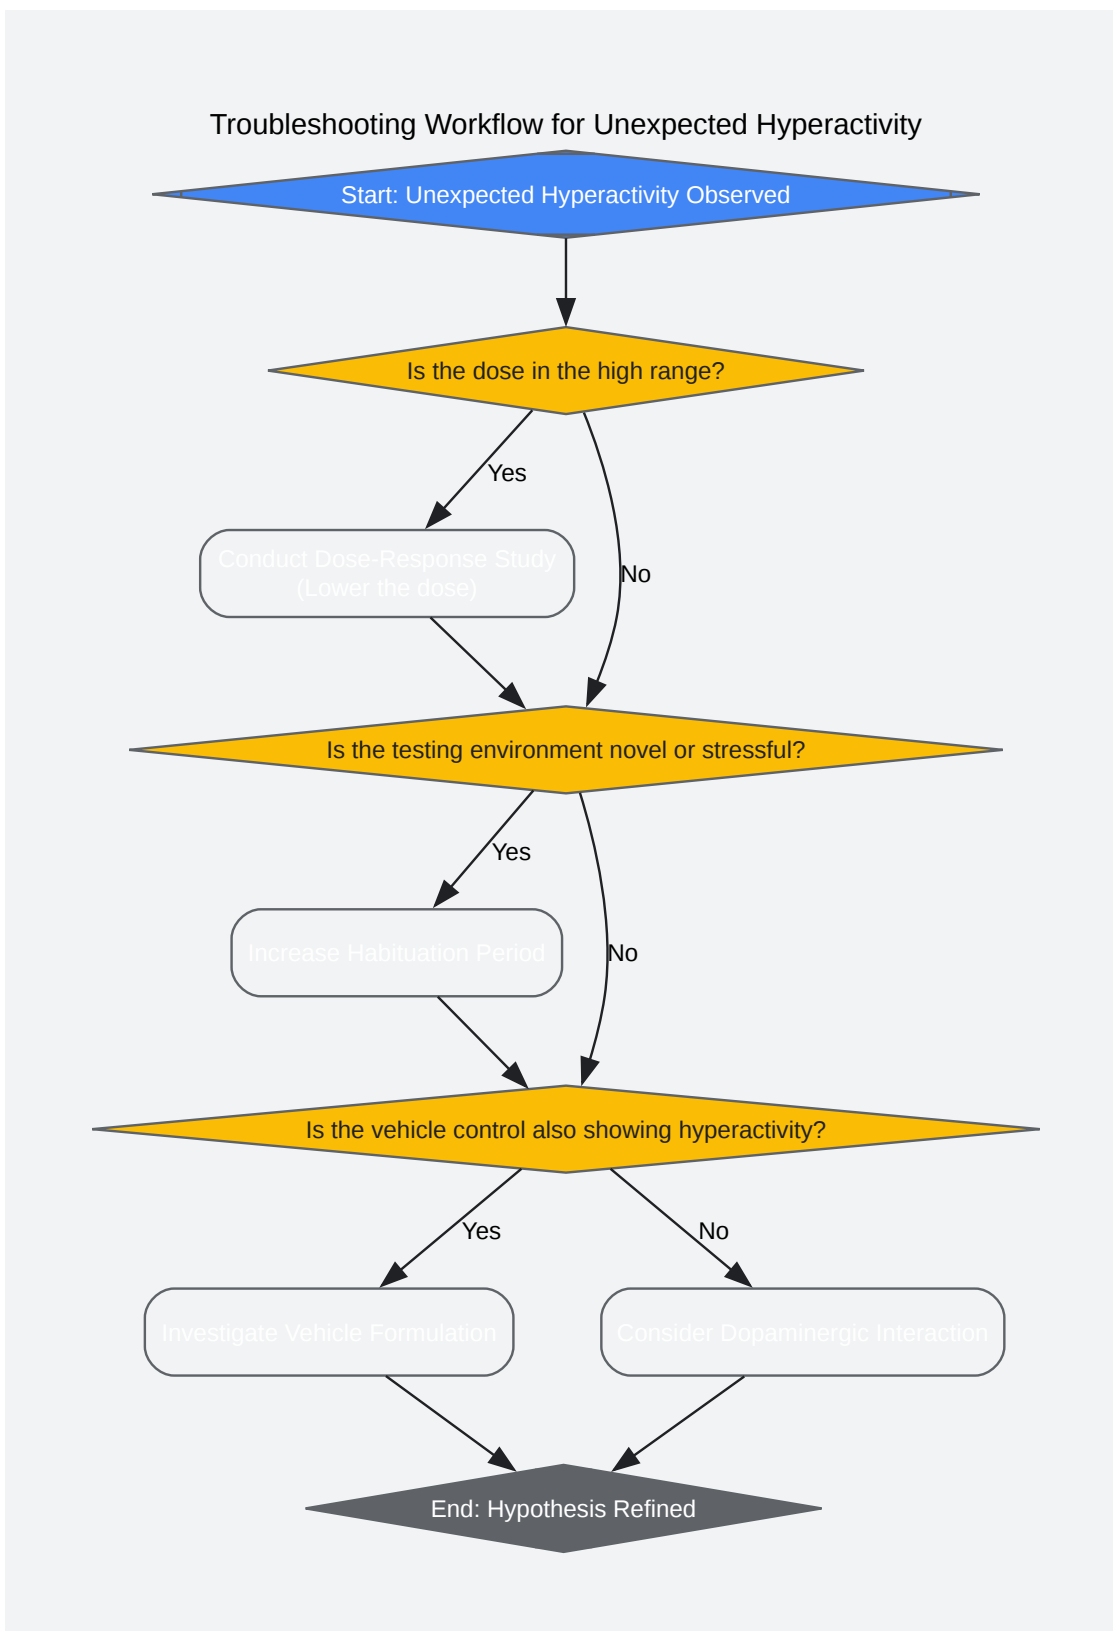 Troubleshooting Workflow for Unexpected Hyperactivity
Start: Unexpected Hyperactivity Observed
Is the dose in the high range?
Yes
Conduct Dose-Response Study
(Lower the dose)
No
Is the testing environment novel or stressful?
Yes
Increase Habituation Period
No
Is the vehicle control also showing hyperactivity?
Yes
No
Investigate Vehicle Formulation
Consider Dopaminergic Interaction
End: Hypothesis Refined